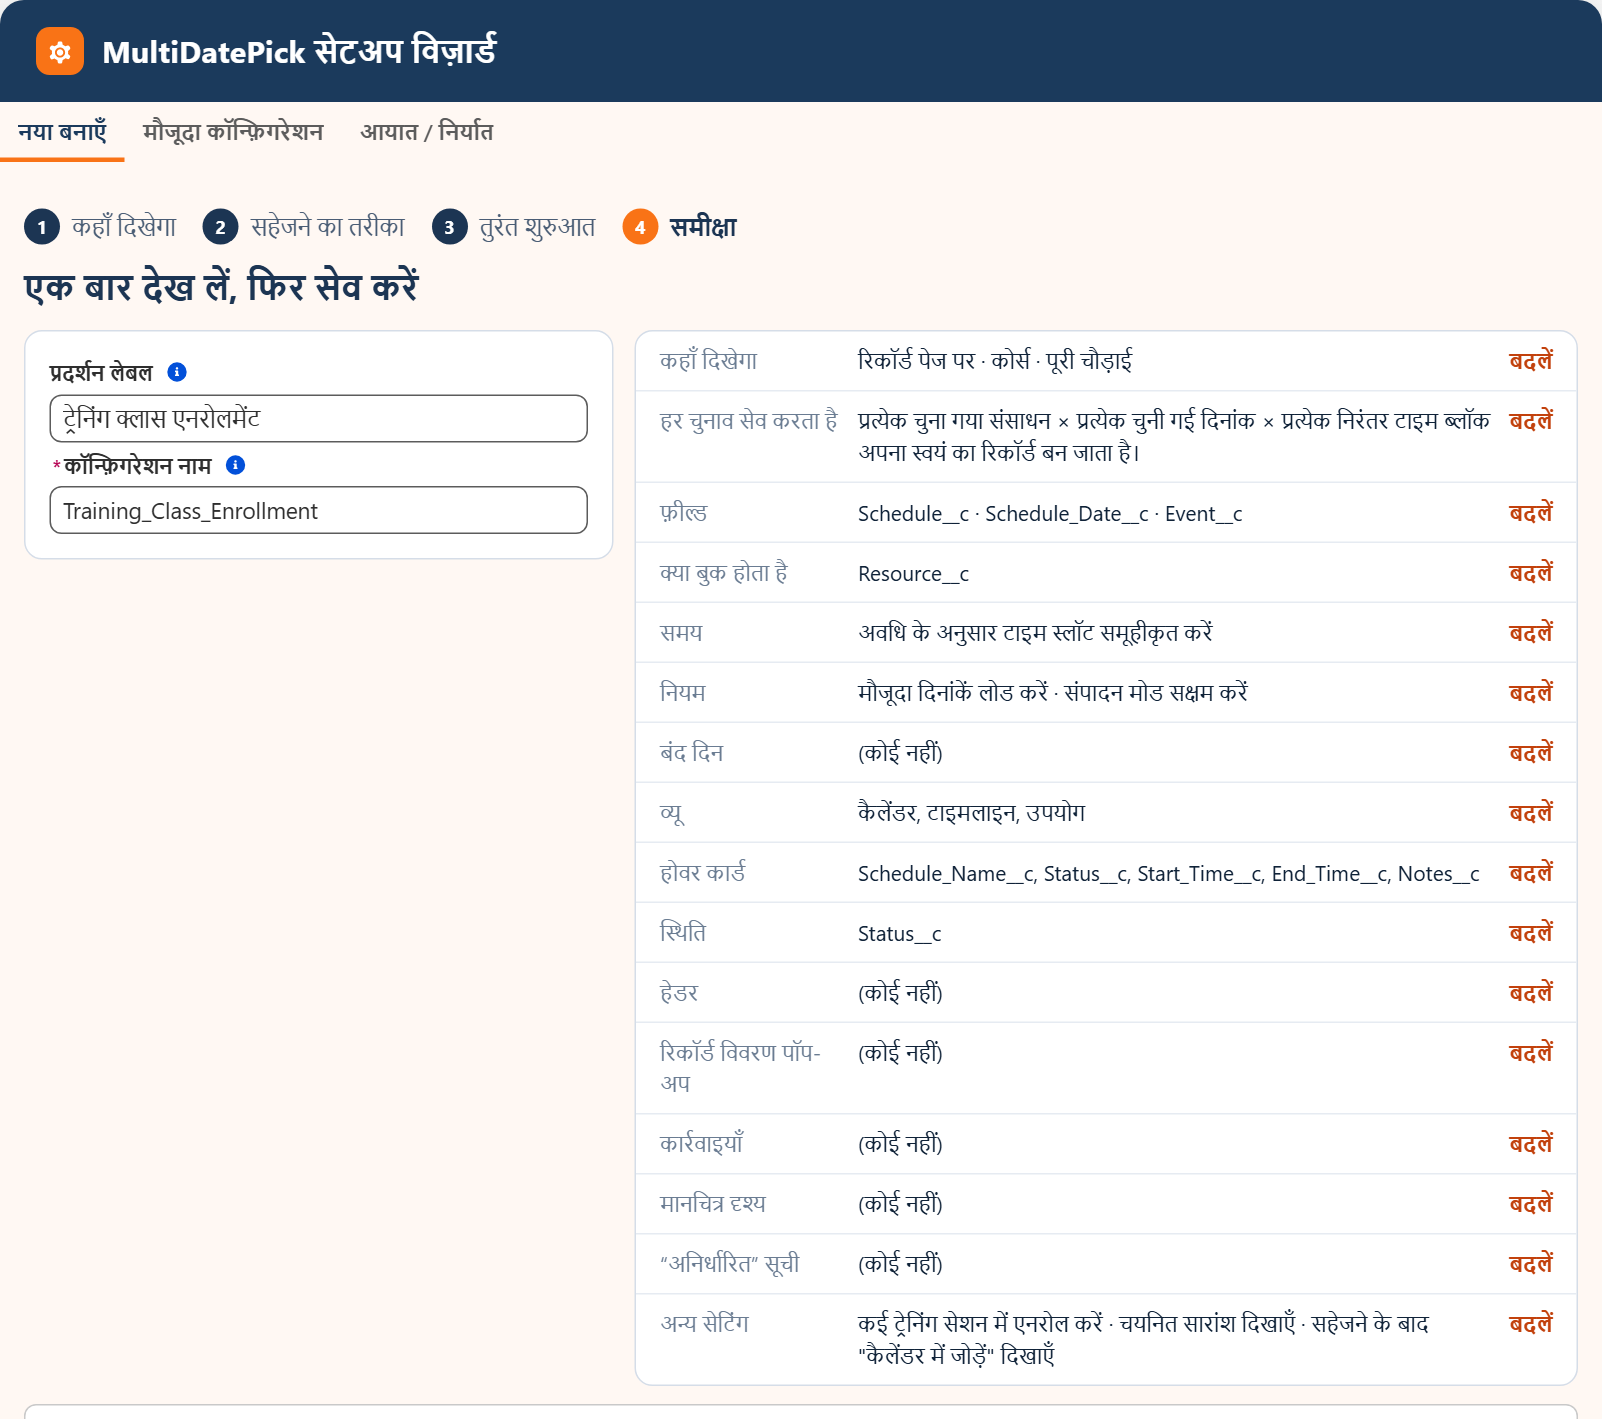 MultiDatePick सेटअप विज़ार्ड
नया बनाएँ मौजूदा कॉन्फ़िगरेशन आयात / निर्यात
1 कहाँ दिखेगा 2 सहेजने का तरीका 3 तुरंत शुरुआत 4 समीक्षा
एक बार देख लें, फिर सेव करें
प्रदर्शन लेबल
ट्रेनिंग क्लास एनरोलमेंट
*कॉन्फ़िगरेशन नाम
Training_Class_Enrollment
कहाँ दिखेगा रिकॉर्ड पेज पर · कोर्स · पूरी चौड़ाई बदलें
हर चुनाव सेव करता है प्रत्येक चुना गया संसाधन × प्रत्येक चुनी गई दिनांक × प्रत्येक निरंतर टाइम ब्लॉक बदलें
अपना स्वयं का रिकॉर्ड बन जाता है।
फ़ील्ड Schedule__c · Schedule_Date__c · Event__c बदलें
क्या बुक होता है Resource__c बदलें
समय अवधि के अनुसार टाइम स्लॉट समूहीकृत करें बदलें
नियम मौजूदा दिनांकें लोड करें · संपादन मोड सक्षम करें बदलें
बंद दिन (कोई नहीं) बदलें
व्यू कैलेंडर, टाइमलाइन, उपयोग बदलें
होवर कार्ड Schedule_Name__c, Status__c, Start_Time__c, End_Time__c, Notes__c बदलें
स्थिति Status__c बदलें
हेडर (कोई नहीं) बदलें
रिकॉर्ड विवरण पॉप- (कोई नहीं) बदलें
अप
कार्रवाइयाँ (कोई नहीं) बदलें
मानचित्र दृश्य (कोई नहीं) बदलें
“अनिर्धारित” सूची (कोई नहीं) बदलें
अन्य सेटिंग कई ट्रेनिंग सेशन में एनरोल करें · चयनित सारांश दिखाएँ · सहेजने के बाद बदलें
"कैलेंडर में जोड़ें" दिखाएँ